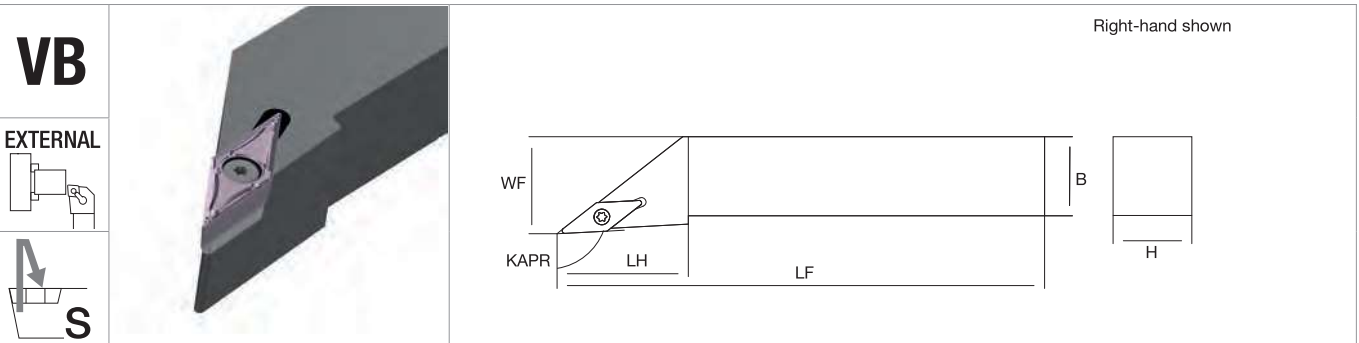 VB
EXTERNAL
S
Right-hand shown
WF
B
KAPR
LH
LF
H